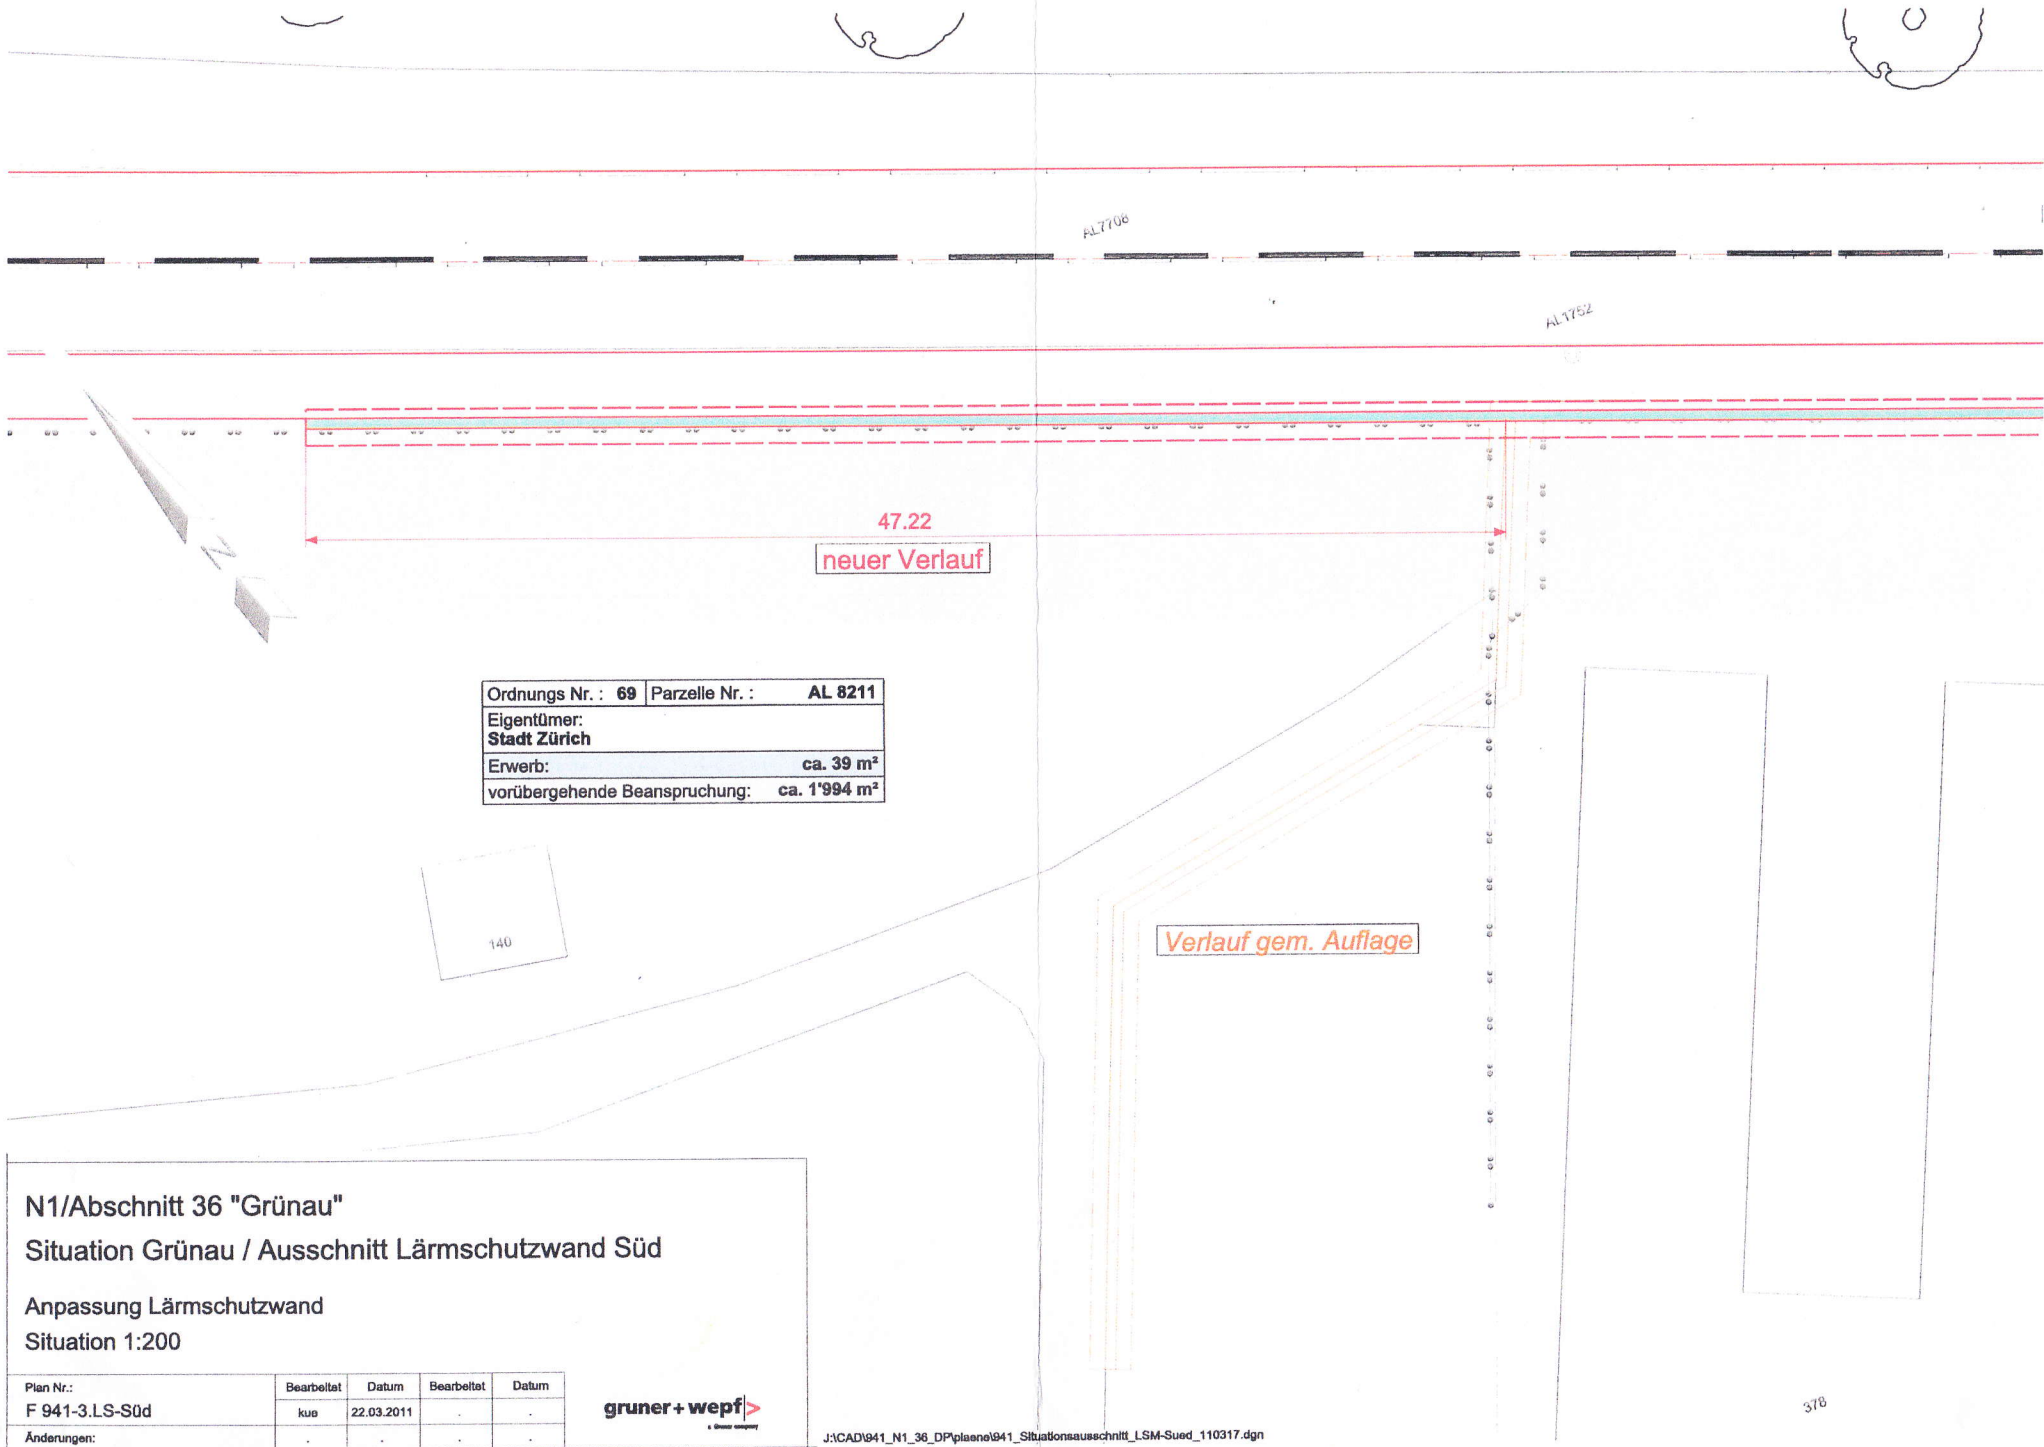 AL7708
AL1752
N
47.22
neuer Verlauf
Ordnungs Nr. : 69 Parzelle Nr. : AL 8211
Eigentümer:
Stadt Zürich
Erwerb: ca. 39 m²
vorübergehende Beanspruchung: ca. 1'994 m²
140
Verlauf gem. Auflage
N1/Abschnitt 36 "Grünau"
Situation Grünau / Ausschnitt Lärmschutzwand Süd
Anpassung Lärmschutzwand
Situation 1:200
Plan Nr.: Bearbeitet Datum Bearbeitet Datum
F 941-3.LS-Süd kue 22.03.2011 . .
Änderungen: . . . .
gruner+wepf>
a Gruner company
J:\CAD\941_N1_36_DP\plaene\941_Situationsausschnitt_LSM-Sued_110317.dgn
378